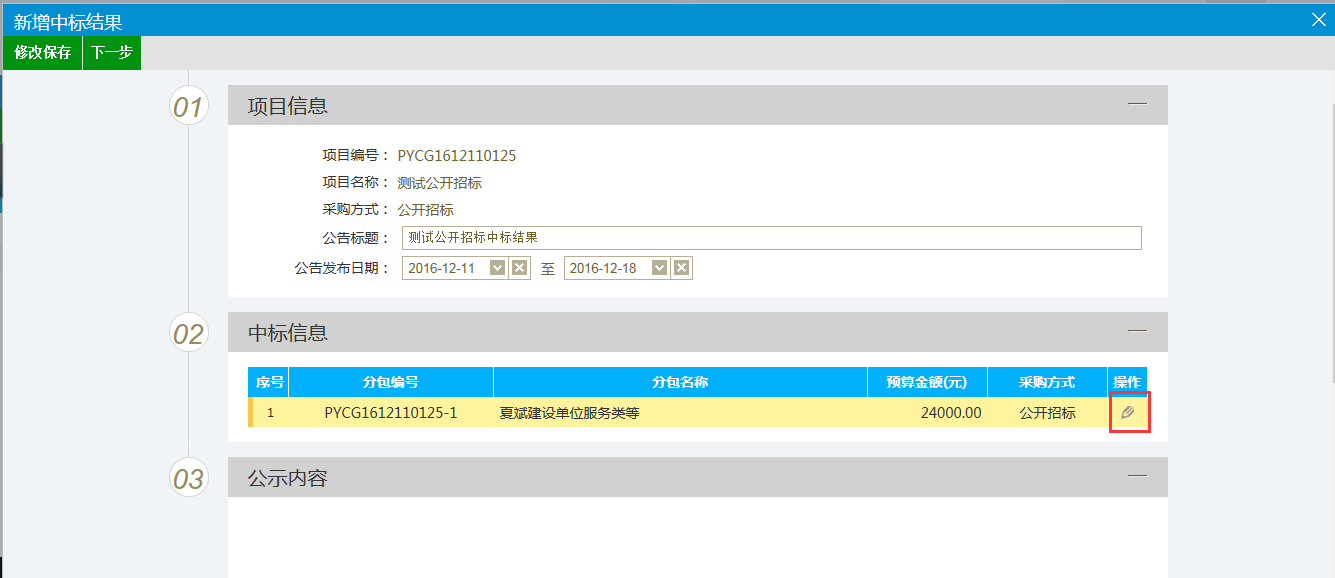 新增中标结果
修改保存 下一步
01 项目信息
项目编号： PYCG1612110125
项目名称： 测试公开招标
采购方式： 公开招标
公告标题： 测试公开招标中标结果
公告发布日期： 2016-12-11 至 2016-12-18
02 中标信息
序号 分包编号 分包名称 预算金额(元) 采购方式 操作
1 PYCG1612110125-1 夏斌建设单位服务类等 24000.00 公开招标
03 公示内容